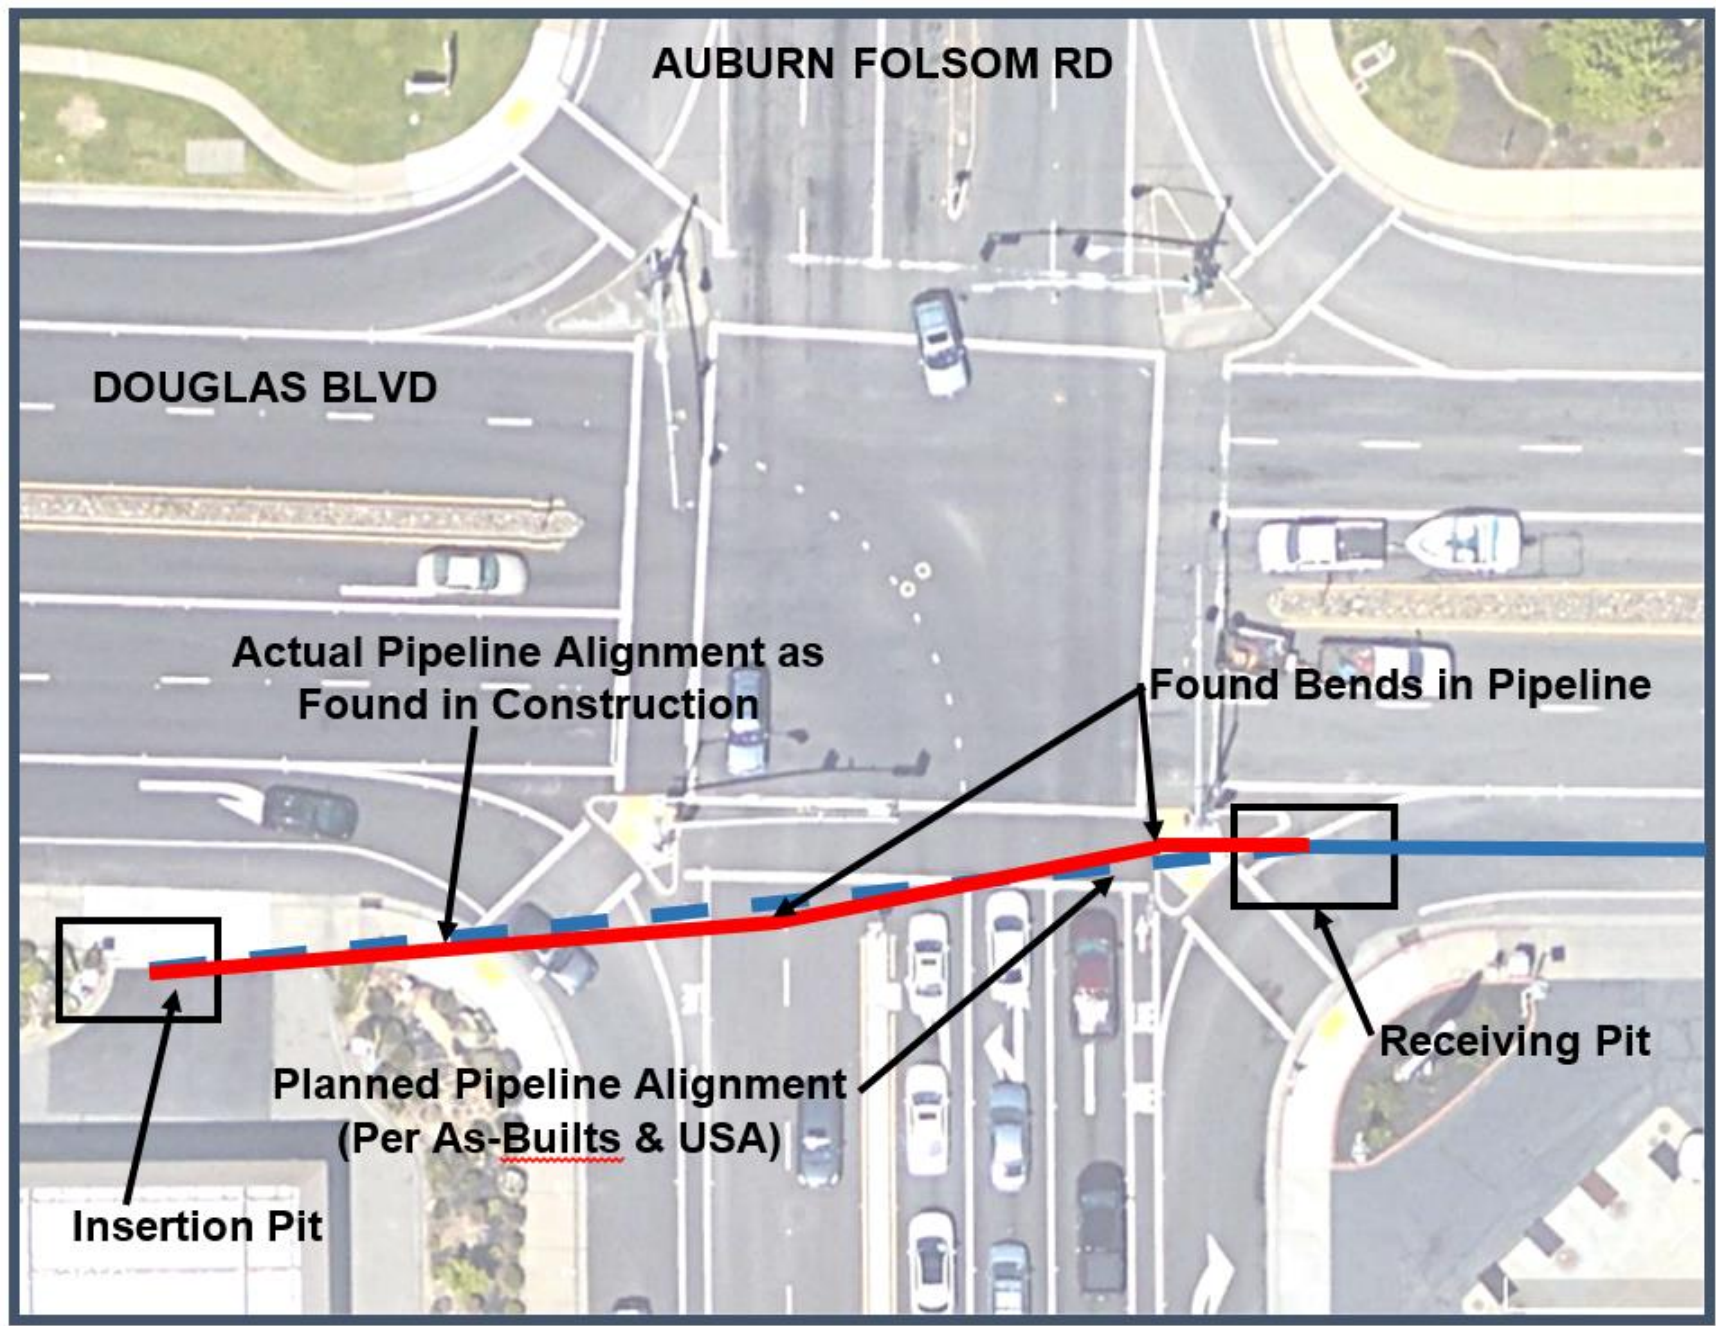 AUBURN FOLSOM RD
DOUGLAS BLVD
Actual Pipeline Alignment as
Found in Construction
Found Bends in Pipeline
Receiving Pit
Planned Pipeline Alignment
(Per As-Builts & USA)
Insertion Pit